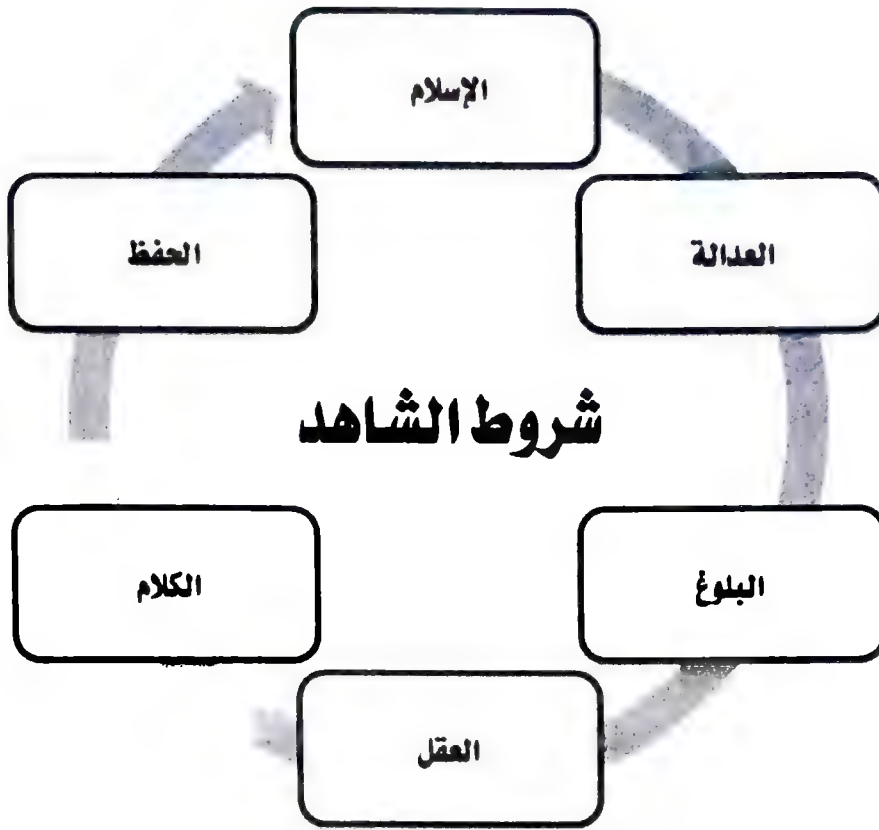 الإسلام
العدالة
الحفظ
شروط الشاهد
البلوغ
الكلام
العقل